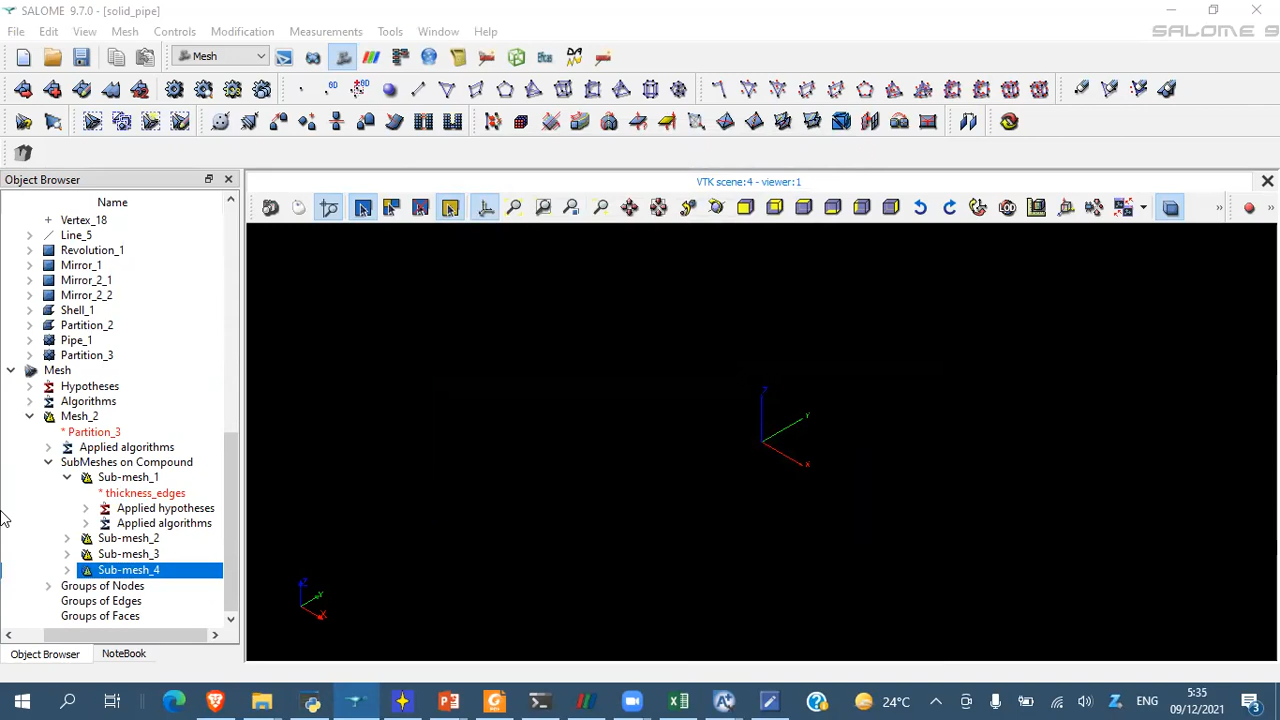 SALOME 9.7.0 - [solid_pipe]
File Edit View Mesh Controls Modification Measurements Tools Window Help
SALOME 9
Mesh
Object Browser
VTK scene:4 - viewer:1
Name
Vertex_18
Line_5
Revolution_1
Mirror_1
Mirror_2_1
Mirror_2_2
Shell_1
Partition_2
Pipe_1
Partition_3
Mesh
Hypotheses
Algorithms
Mesh_2
* Partition_3
Applied algorithms
SubMeshes on Compound
Sub-mesh_1
* thickness_edges
Applied hypotheses
Applied algorithms
Sub-mesh_2
Sub-mesh_3
Sub-mesh_4
Groups of Nodes
Groups of Edges
Groups of Faces
Z
Y
X
Z
Y
X
Object Browser NoteBook
24°C
ENG
5:35
09/12/2021
3